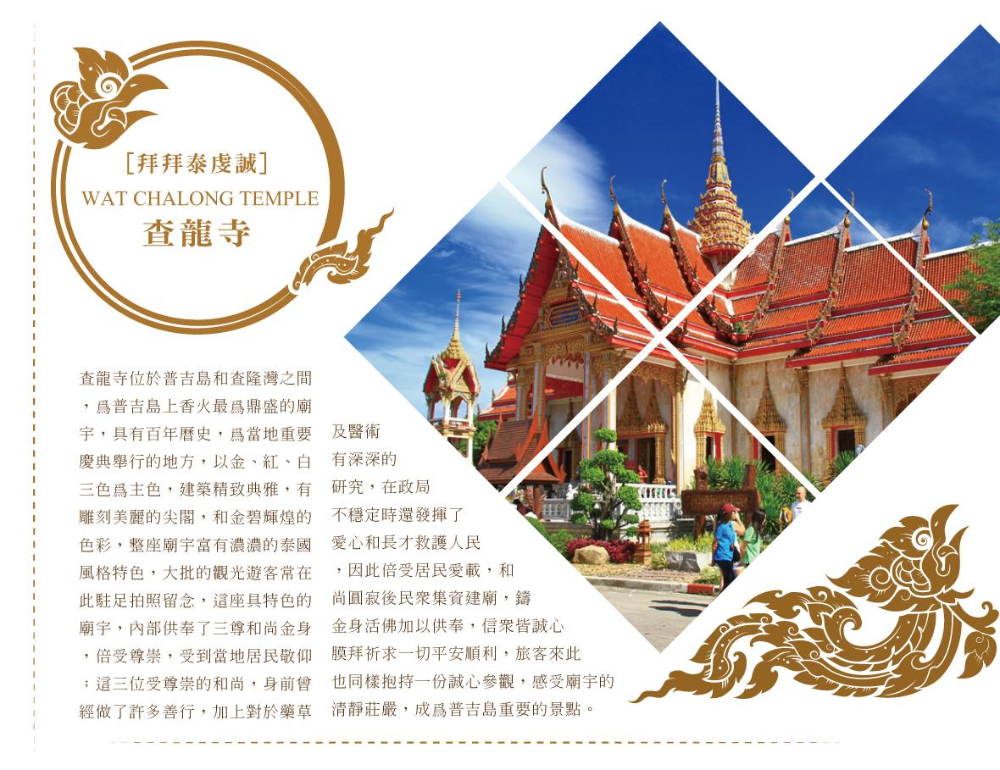 [拜拜泰虔誠]
WAT CHALONG TEMPLE
查龍寺
查龍寺位於普吉島和查隆灣之間
，爲普吉島上香火最爲鼎盛的廟
宇，具有百年曆史，爲當地重要
慶典舉行的地方，以金、紅、白
三色爲主色，建築精致典雅，有
雕刻美麗的尖閣，和金碧輝煌的
色彩，整座廟宇富有濃濃的泰國
風格特色，大批的觀光遊客常在
此駐足拍照留念，這座具特色的
廟宇，內部供奉了三尊和尚金身
，倍受尊崇，受到當地居民敬仰
；這三位受尊崇的和尚，身前曾
經做了許多善行，加上對於藥草
及醫術
有深深的
研究，在政局
不穩定時還發揮了
愛心和長才救護人民
，因此倍受居民愛載，和
尚圓寂後民衆集資建廟，鑄
金身活佛加以供奉，信衆皆誠心
膜拜祈求一切平安順利，旅客來此
也同樣抱持一份誠心參觀，感受廟宇的
清靜莊嚴，成爲普吉島重要的景點。